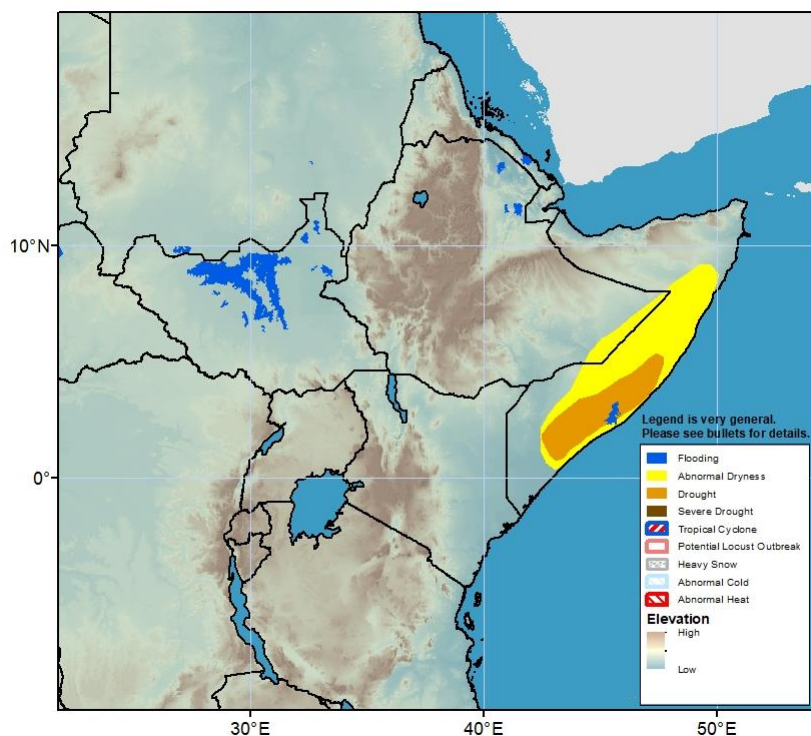 10°N
0°
30°E
40°E
50°E
Legend is very general.
Please see bullets for details.
Flooding
Abnormal Dryness
Drought
Severe Drought
Tropical Cyclone
Potential Locust Outbreak
Heavy Snow
Abnormal Cold
Abnormal Heat
Elevation
High
Low